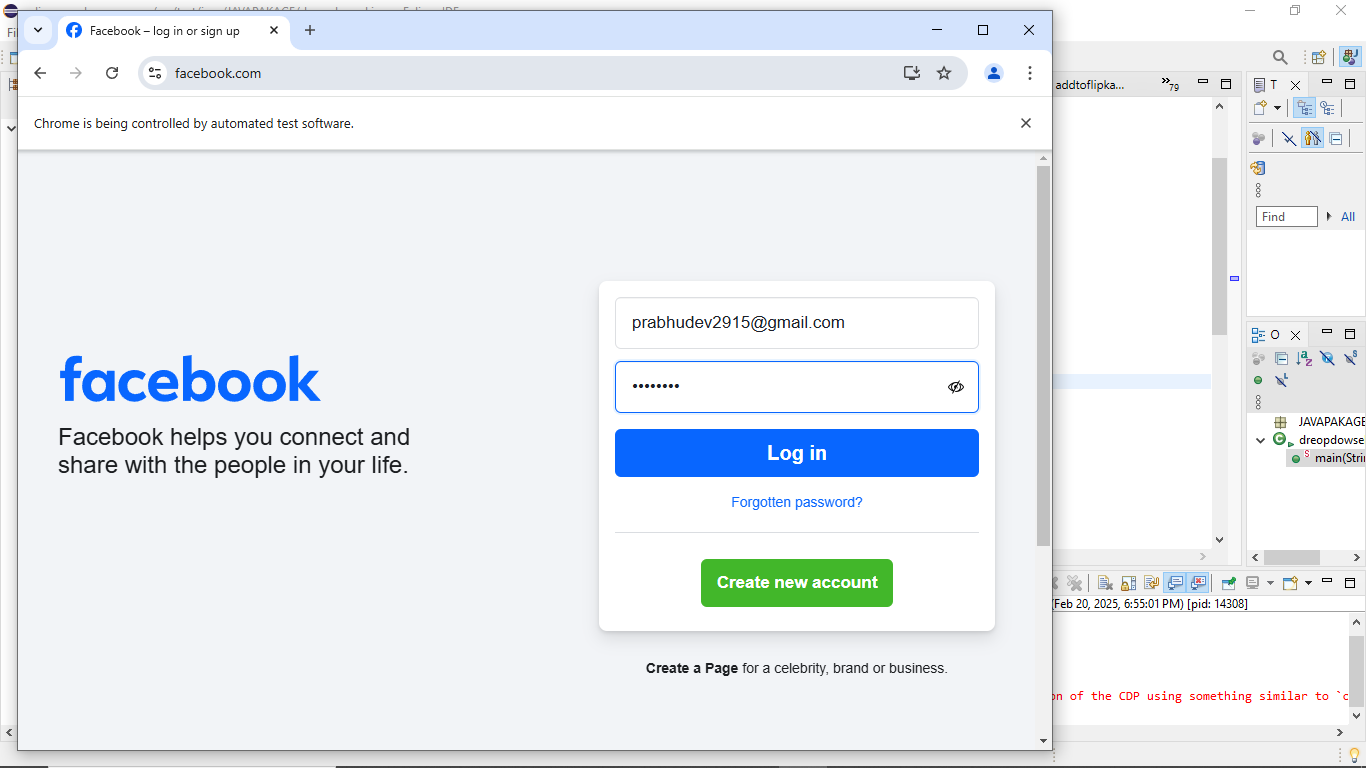 Facebook – log in or sign up
facebook.com
Chrome is being controlled by automated test software.
facebook
Facebook helps you connect and
share with the people in your life.
prabhudev2915@gmail.com
••••••••
Log in
Forgotten password?
Create new account
Create a Page for a celebrity, brand or business.
addtoflipka...
79
T
Find
All
O
JAVAPAKAGE
dreopdowse
main(Stri
(Feb 20, 2025, 6:55:01 PM) [pid: 14308]
on of the CDP using something similar to `c